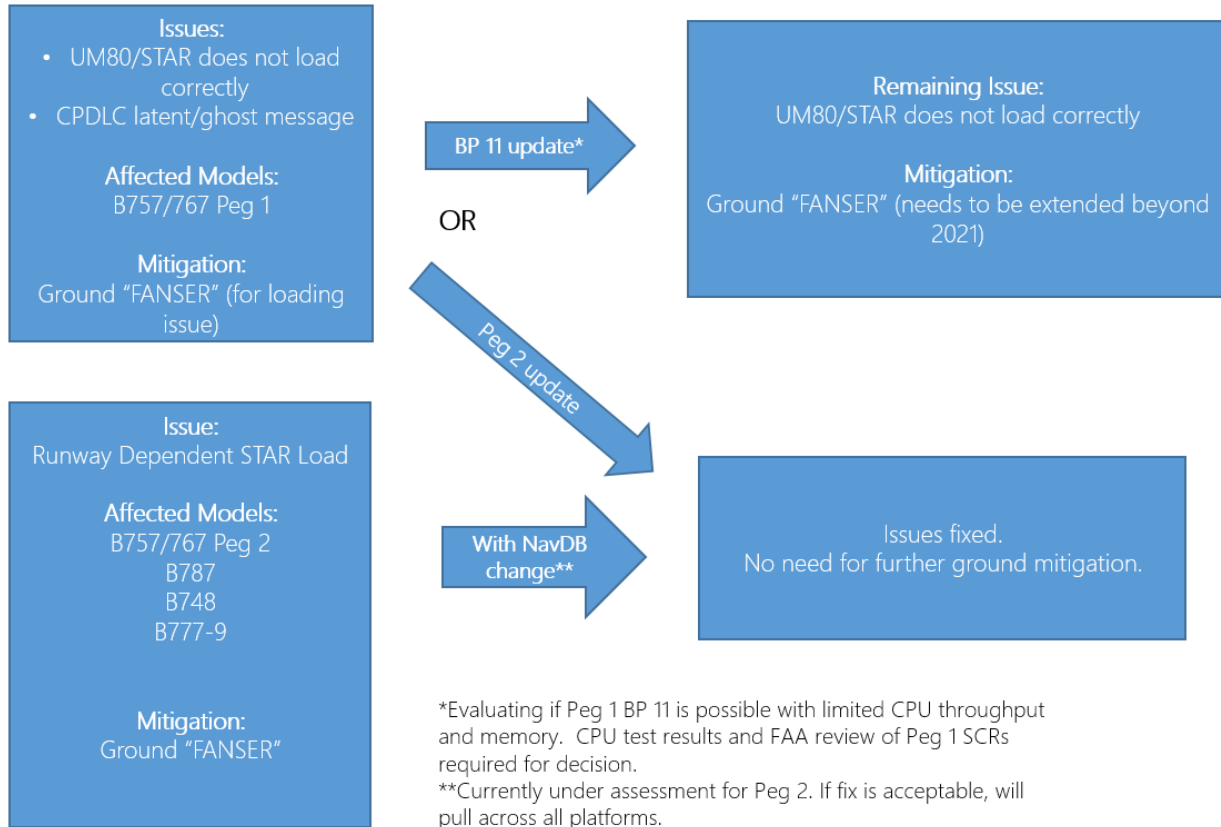 Issues:
• UM80/STAR does not load
correctly
• CPDLC latent/ghost message
Affected Models:
B757/767 Peg 1
Mitigation:
Ground “FANSER” (for loading
issue)
BP 11 update*
OR
Peg 2 update
Remaining Issue:
UM80/STAR does not load correctly
Mitigation:
Ground “FANSER” (needs to be extended beyond
2021)
Issue:
Runway Dependent STAR Load
Affected Models:
B757/767 Peg 2
B787
B748
B777-9
Mitigation:
Ground “FANSER”
With NavDB
change**
Issues fixed.
No need for further ground mitigation.
*Evaluating if Peg 1 BP 11 is possible with limited CPU throughput
and memory.  CPU test results and FAA review of Peg 1 SCRs
required for decision.
**Currently under assessment for Peg 2. If fix is acceptable, will
pull across all platforms.